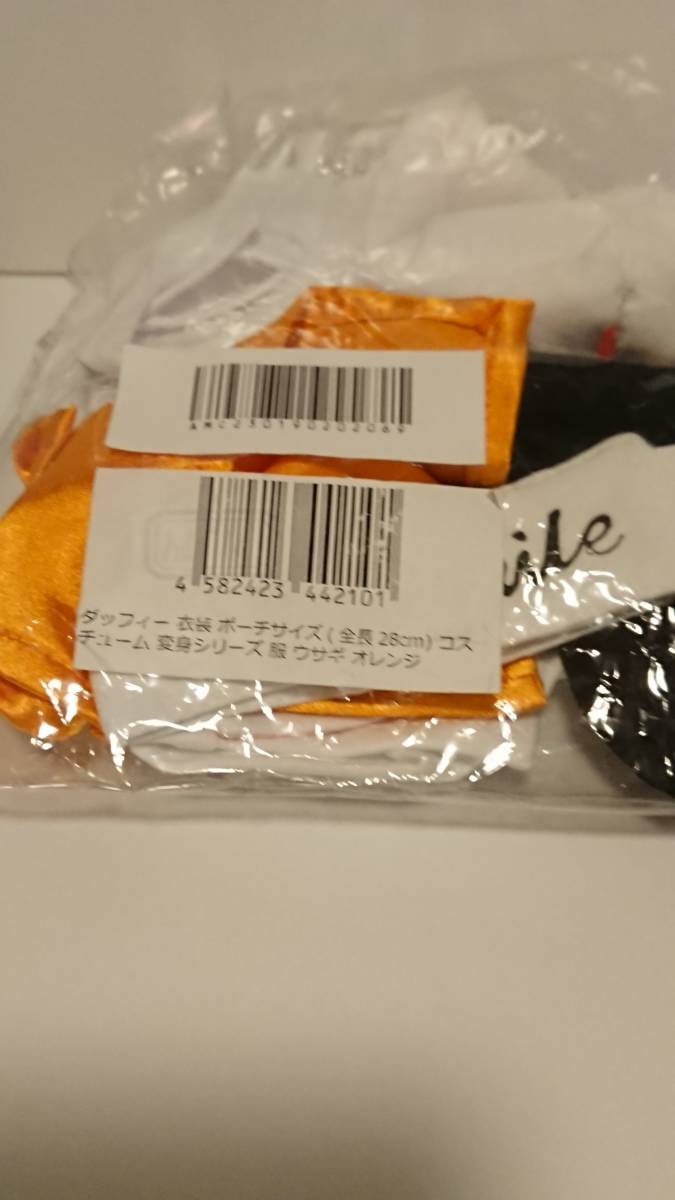 AMC230190202069
4 582423 442101
ダッフィー 衣装 ポーチサイズ ( 全長 28cm) コス
チューム 変身シリーズ 服 ウサギ オレンジ